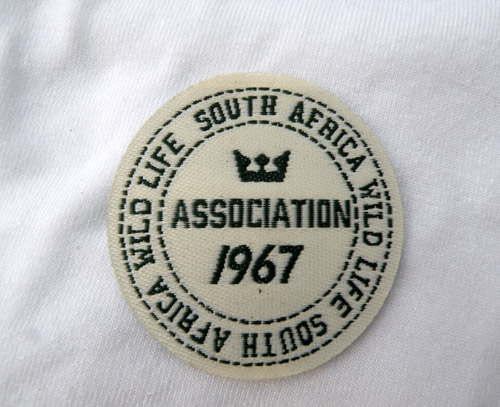 SOUTH AFRICA WILD LIFE SOUTH AFRICA WILD LIFE
ASSOCIATION
1967